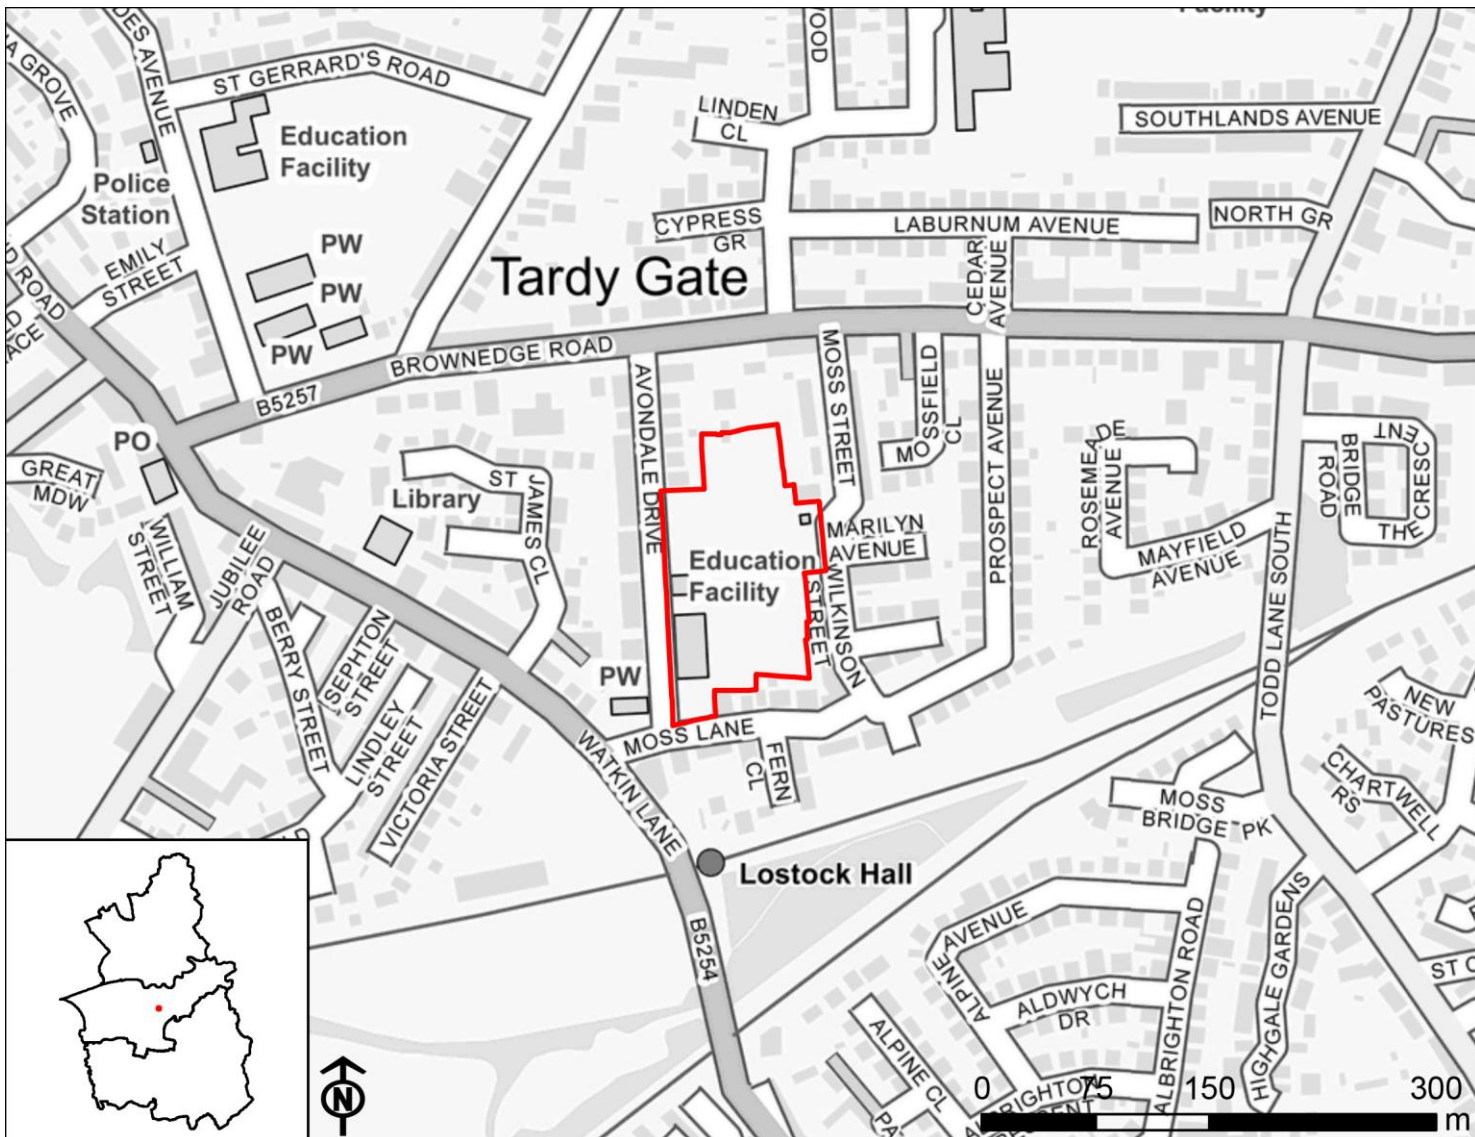 Facility
ST GERRARD'S ROAD
WOOD
LINDEN
CL
SOUTHLANDS AVENUE
Education
Facility
Police
Station
EMILY
STREET
PW
PW
PW
CYPRESS
GR
LABURNUM AVENUE
NORTH GR
CEDAR
AVENUE
Tardy Gate
BROWNEDGE ROAD
B5257
AVONDALE DRIVE
MOSS STREET
MOSSFIELD
CL
PROSPECT AVENUE
ROSEMEADE
AVENUE
MAYFIELD
AVENUE
BRIDGE
ROAD
THE CRESCENT
TODD LANE SOUTH
PO
GREAT
MDW
Library
ST
JAMES CL
WILLIAM
STREET
JUBILEE
ROAD
BERRY STREET
SEPHTON
STREET
LINDLEY
STREET
VICTORIA STREET
Education
Facility
MARILYN
AVENUE
WILKINSON
STREET
PW
MOSS LANE
FERN
CL
WATKIN LANE
Lostock Hall
B5254
NEW
PASTURES
CHARTWELL
RS
MOSS
BRIDGE PK
ALPINE AVENUE
ALDWYCH
DR
ALBRIGHTON ROAD
HIGHGALE GARDENS
ALPINE CL
ALBRIGHTON
N
0 75 150 300
m